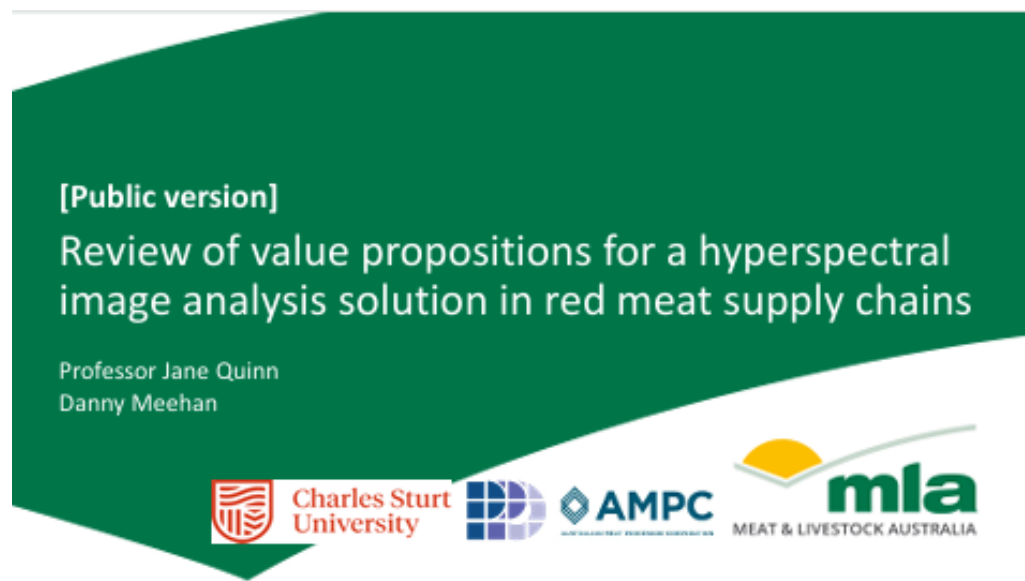 [Public version]
Review of value propositions for a hyperspectral
image analysis solution in red meat supply chains
Professor Jane Quinn
Danny Meehan
Charles Sturt
University
AMPC
mla
MEAT & LIVESTOCK AUSTRALIA